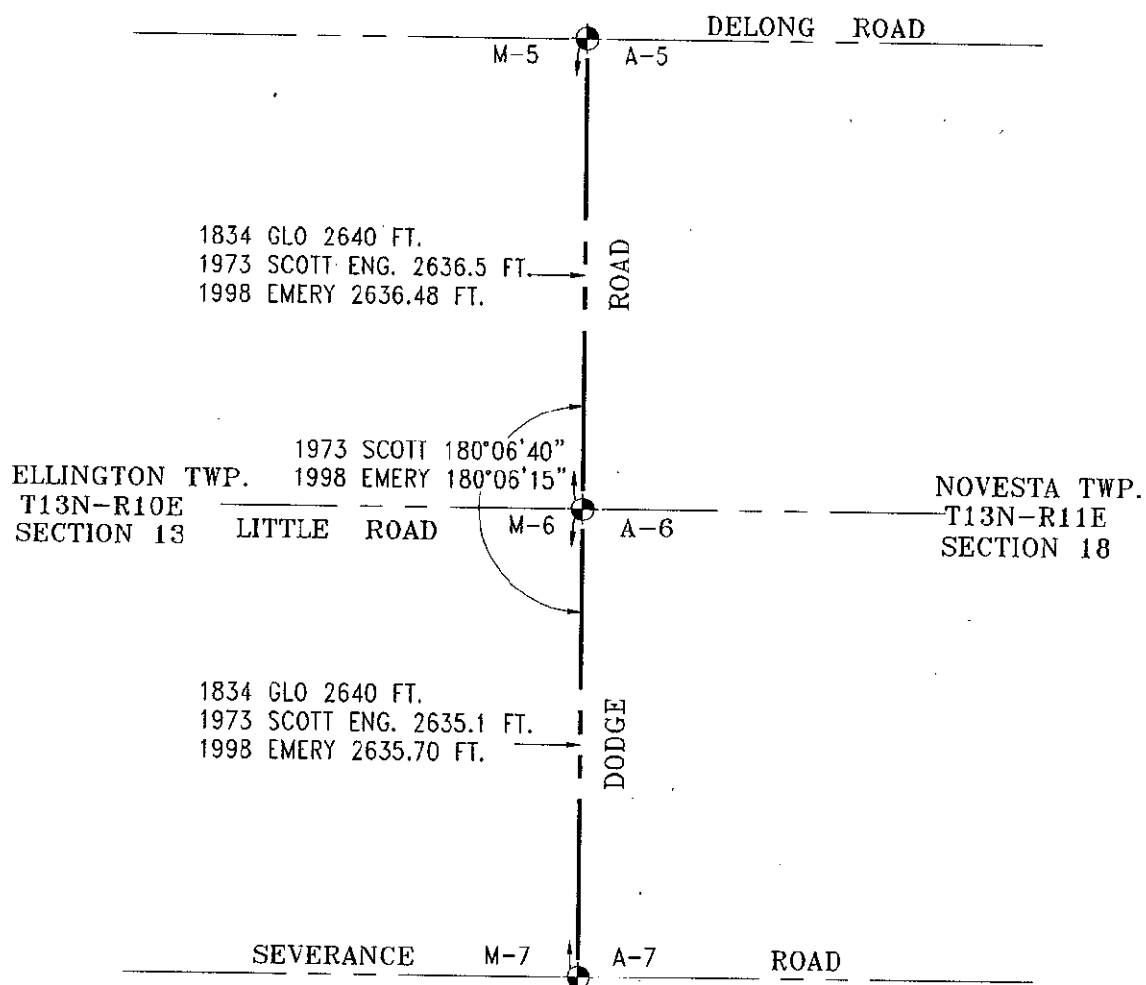 DELONG ROAD
M-5 A-5
1834 GLO 2640 FT.
1973 SCOTT ENG. 2636.5 FT.
1998 EMERY 2636.48 FT.
ROAD
1973 SCOTT 180°06'40"
1998 EMERY 180°06'15"
ELLINGTON TWP.
T13N-R10E
SECTION 13
LITTLE ROAD
M-6 A-6
NOVESTA TWP.
T13N-R11E
SECTION 18
1834 GLO 2640 FT.
1973 SCOTT ENG. 2635.1 FT.
1998 EMERY 2635.70 FT.
DODGE
SEVERANCE M-7 A-7 ROAD